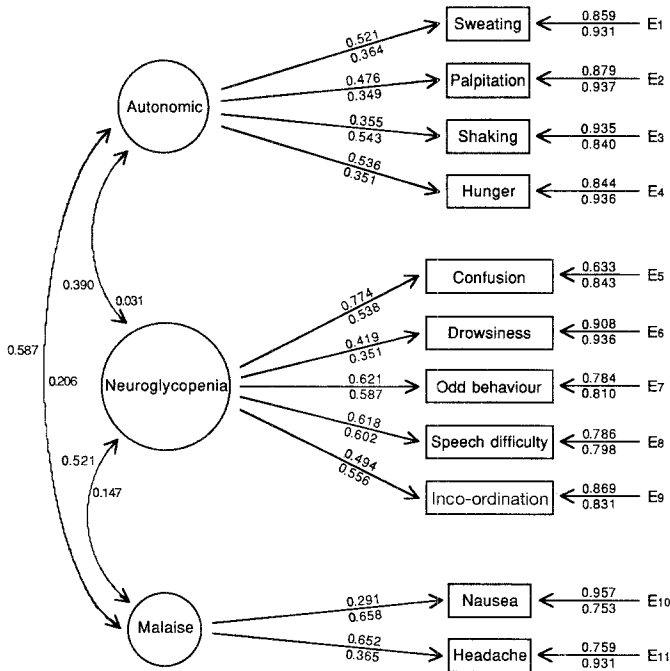 Autonomic
0.521
0.364
Sweating
0.859
0.931
E1
0.476
0.349
Palpitation
0.879
0.937
E2
0.355
0.543
Shaking
0.935
0.840
E3
0.536
0.351
Hunger
0.844
0.936
E4
0.390
0.031
0.587
0.206
Neuroglycopenia
0.774
0.538
Confusion
0.633
0.843
E5
0.419
0.351
Drowsiness
0.908
0.936
E6
0.621
0.587
Odd behaviour
0.784
0.810
E7
0.618
0.602
Speech difficulty
0.786
0.798
E8
0.494
0.556
Inco-ordination
0.869
0.831
E9
0.521
0.147
Malaise
0.291
0.658
Nausea
0.957
0.753
E10
0.652
0.365
Headache
0.759
0.931
E11